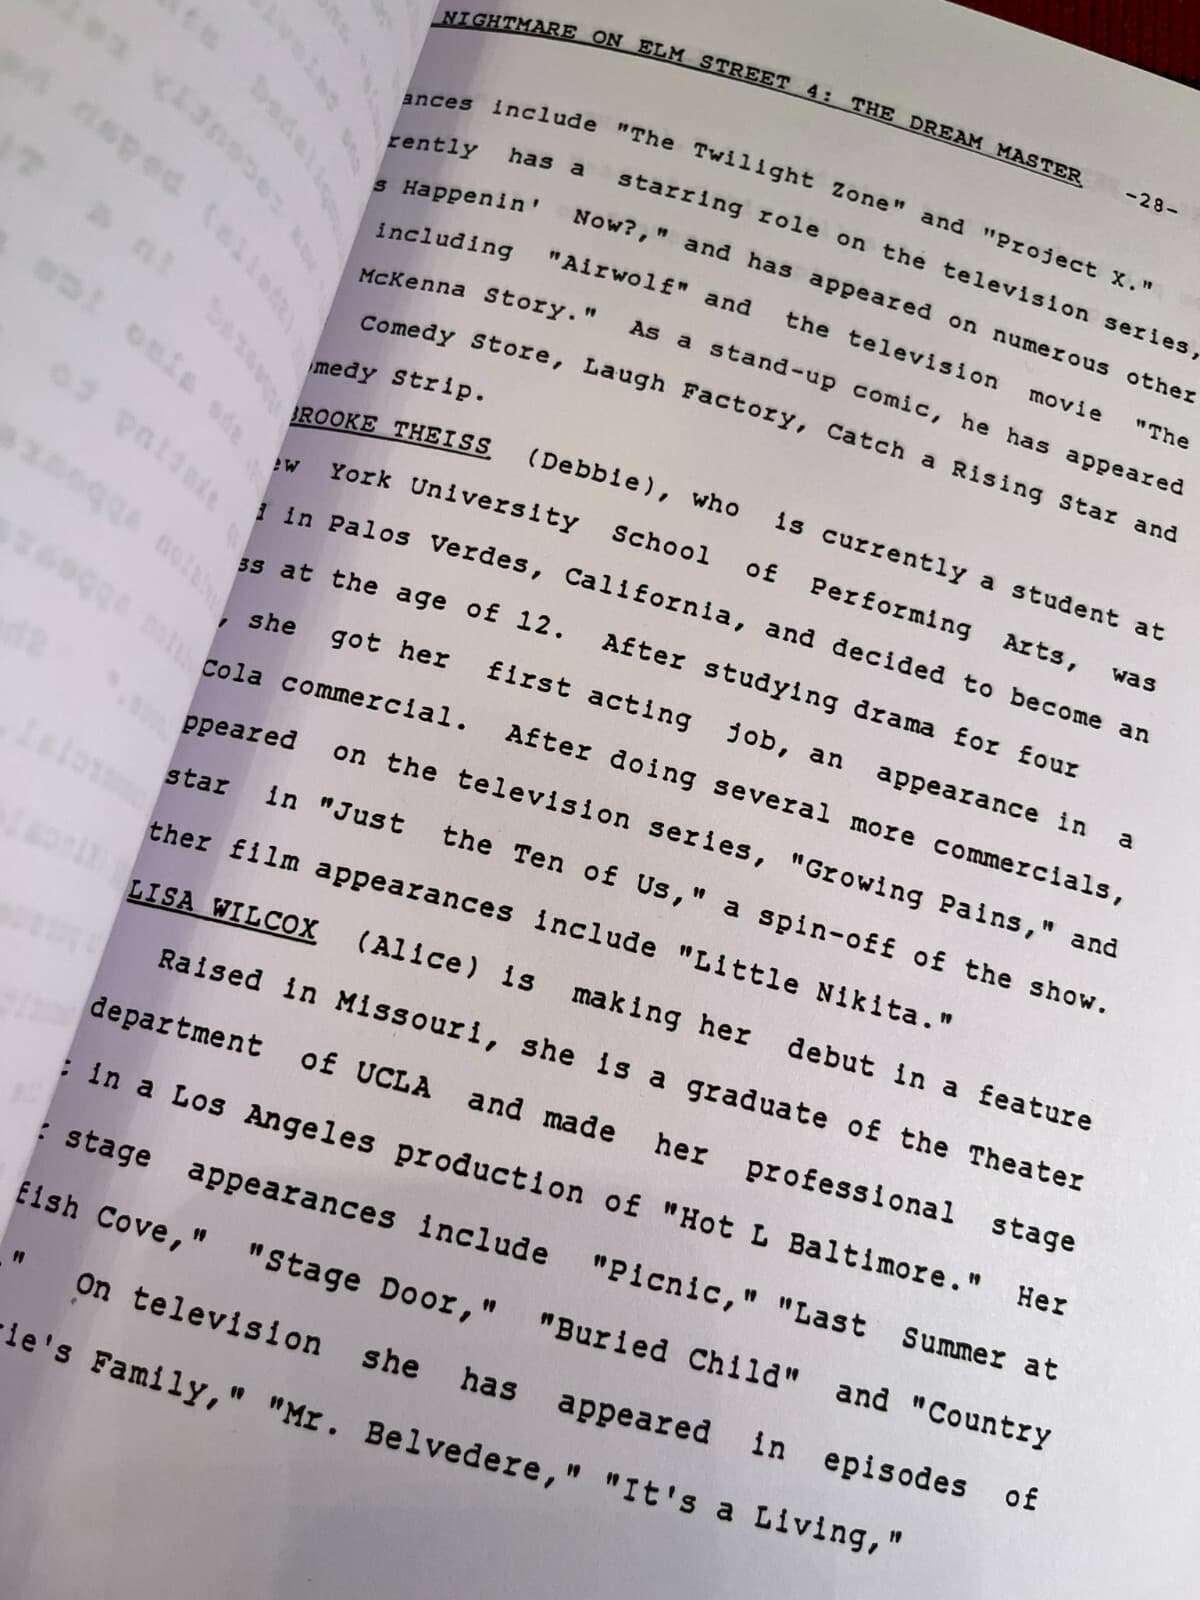 NIGHTMARE ON ELM STREET 4: THE DREAM MASTER -28-
ances include "The Twilight Zone" and "Project X."
rently has a starring role on the television series,
s Happenin' Now?," and has appeared on numerous other
including "Airwolf" and the television movie "The
McKenna Story." As a stand-up comic, he has appeared
Comedy Store, Laugh Factory, Catch a Rising Star and
medy Strip.
BROOKE THEISS (Debbie), who is currently a student at
ew York University School of Performing Arts, was
d in Palos Verdes, California, and decided to become an
ss at the age of 12. After studying drama for four
, she got her first acting job, an appearance in a
Cola commercial. After doing several more commercials,
ppeared on the television series, "Growing Pains," and
star in "Just the Ten of Us," a spin-off of the show.
ther film appearances include "Little Nikita."
LISA WILCOX (Alice) is making her debut in a feature
Raised in Missouri, she is a graduate of the Theater
department of UCLA and made her professional stage
t in a Los Angeles production of "Hot L Baltimore." Her
r stage appearances include "Picnic," "Last Summer at
fish Cove," "Stage Door," "Buried Child" and "Country
." On television she has appeared in episodes of
rie's Family," "Mr. Belvedere," "It's a Living,"